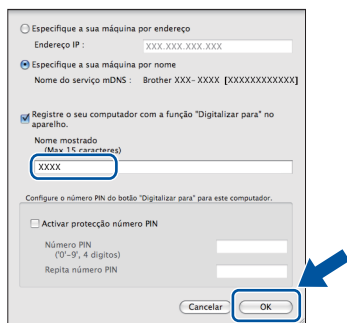 Especifique a sua máquina por endereço
Endereço IP : XXX.XXX.XXX.XXX
Especifique a sua máquina por nome
Nome do serviço mDNS : Brother XXX- XXXX [XXXXXXXXXXXX]
Registre o seu computador com a função "Digitalizar para" no
aparelho.
Nome mostrado
(Max 15 caracteres)
XXXX
Configure o número PIN do botão "Digitalizar para" para este computador.
Activar protecção número PIN
Número PIN
('0'-9', 4 digitos)
Repita número PIN
Cancelar OK